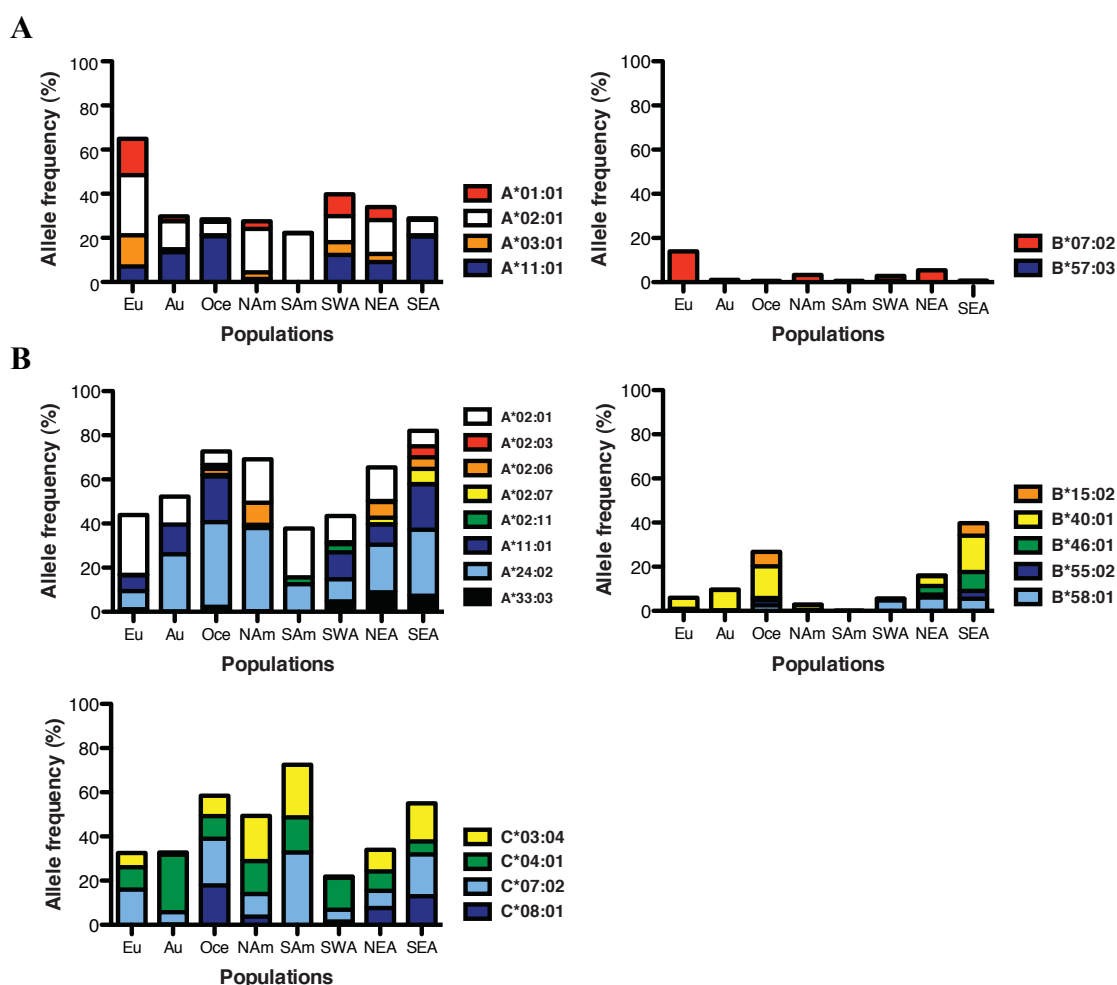 A
Allele frequency (%)
100
80
60
40
20
0
Eu Au Oce NAm SAm SWA NEA SEA
Populations
A*01:01
A*02:01
A*03:01
A*11:01
Allele frequency (%)
100
80
60
40
20
0
Eu Au Oce NAm SAm SWA NEA SEA
Populations
B*07:02
B*57:03
B
Allele frequency (%)
100
80
60
40
20
0
Eu Au Oce NAm SAm SWA NEA SEA
Populations
A*02:01
A*02:03
A*02:06
A*02:07
A*02:11
A*11:01
A*24:02
A*33:03
Allele frequency (%)
100
80
60
40
20
0
Eu Au Oce NAm SAm SWA NEA SEA
Populations
B*15:02
B*40:01
B*46:01
B*55:02
B*58:01
Allele frequency (%)
100
80
60
40
20
0
Eu Au Oce NAm SAm SWA NEA SEA
Populations
C*03:04
C*04:01
C*07:02
C*08:01